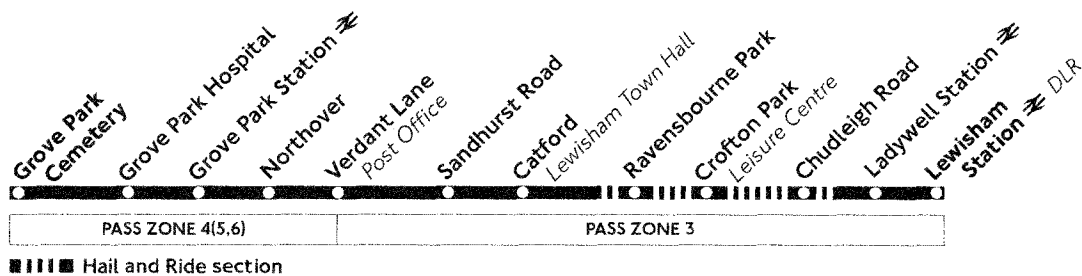 Grove Park
Cemetery
Grove Park Hospital
Grove Park Station
Northover
Verdant Lane
Post Office
Sandhurst Road
Catford
Lewisham Town Hall
Ravensbourne Park
Crofton Park
Leisure Centre
Chudleigh Road
Ladywell Station
Lewisham
Station DLR
PASS ZONE 4(5,6)
PASS ZONE 3
Hail and Ride section